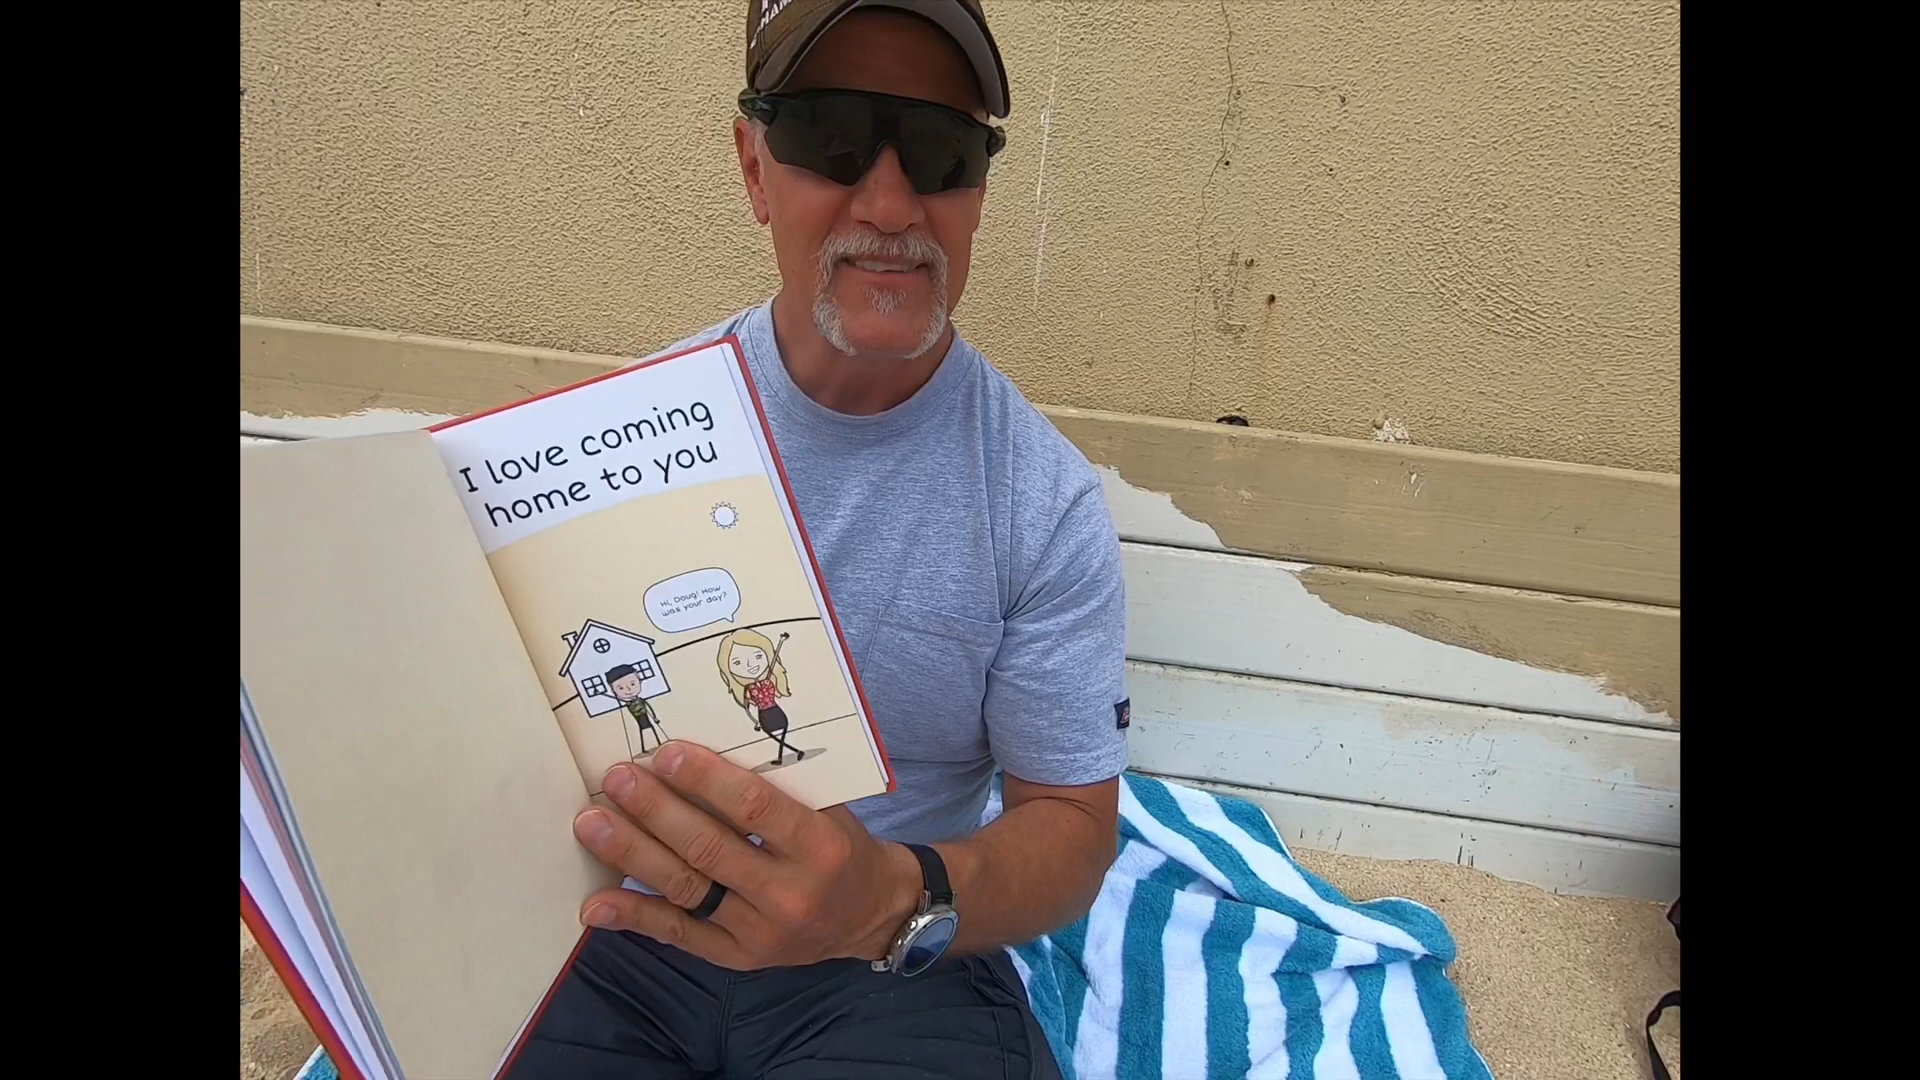 I love coming
home to you
Hi, Doug! How
was your day?